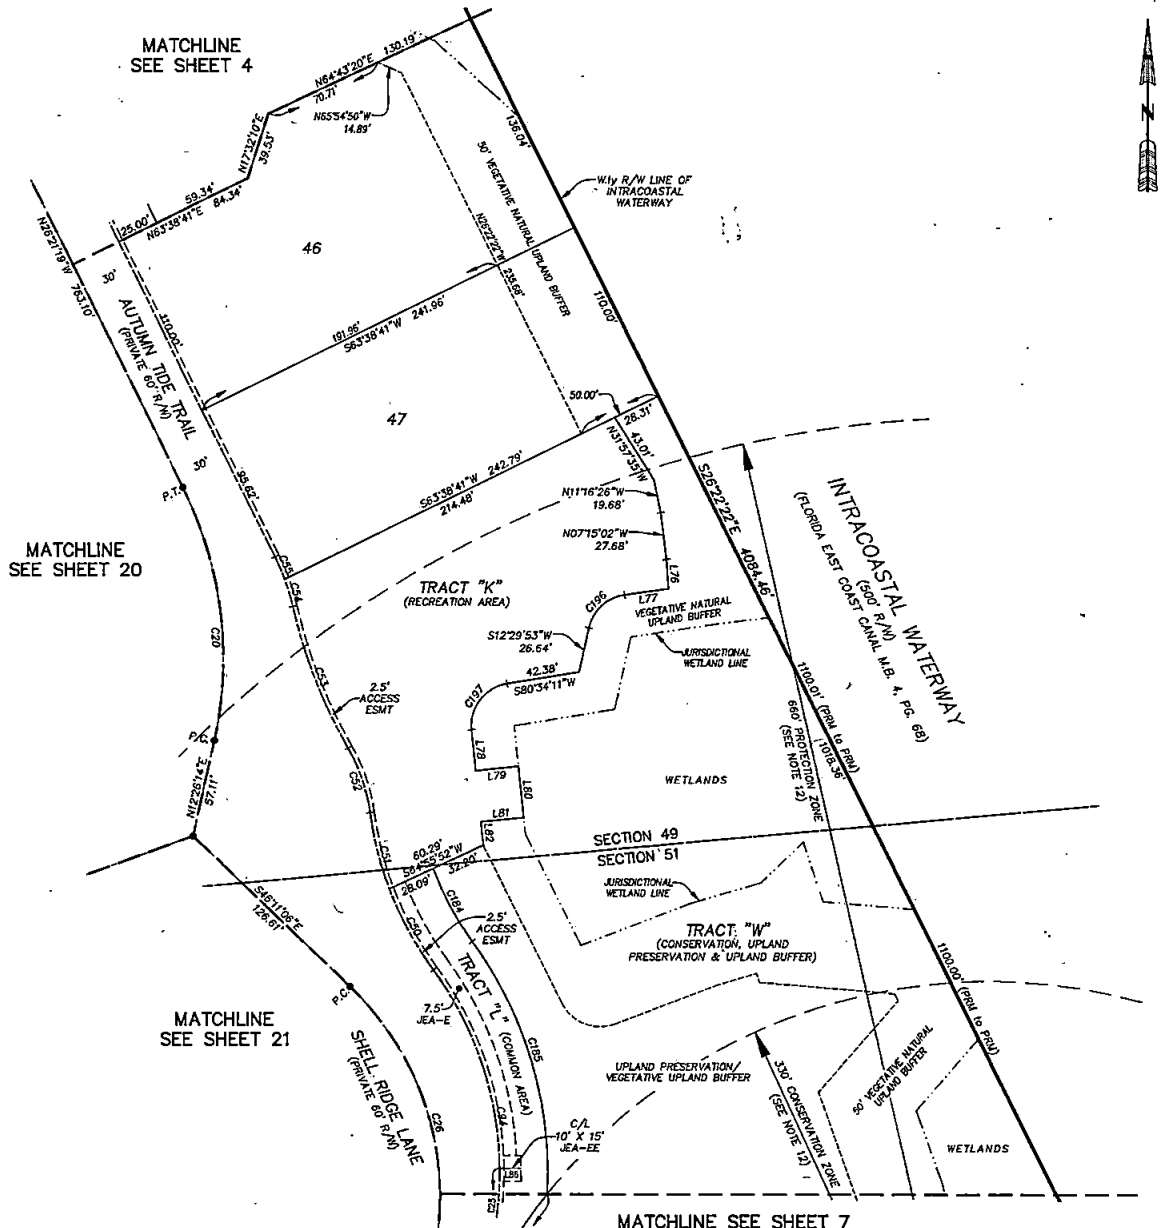 MATCHLINE
SEE SHEET 4
N64°43'20"E 130.19'
70.71'
N65°54'50"W
14.89'
N17°32'10"E
39.53'
59.34'
25.00'
N63°38'41"E 84.34'
N26°21'19"W 763.10'
30'
46
136.04'
50' VEGETATIVE NATURAL UPLAND BUFFER
W.ly R/W LINE OF
INTRACOASTAL
WATERWAY
N
N26°22'22"W 235.68'
110.00'
AUTUMN TIDE TRAIL
(PRIVATE 60' R/W)
110.00'
191.96'
S63°38'41"W 241.96'
47
50.00'
28.31'
43.01'
N31°57'35"W
30'
P.T.
95.62'
S63°38'41"W 242.79'
214.48'
N11°16'26"W
19.68'
N07°15'02"W
27.68'
S26°22'22"E 4084.46'
INTRACOASTAL WATERWAY
(500' R/W)
(FLORIDA EAST COAST CANAL M.B. 4, PG. 68)
MATCHLINE
SEE SHEET 20
C55
C54
TRACT "K"
(RECREATION AREA)
L76
L77
C196
VEGETATIVE NATURAL
UPLAND BUFFER
S12°29'53"W
26.64'
JURISDICTIONAL
WETLAND LINE
C20
C53
42.38'
S80°34'11"W
C197
2.5'
ACCESS
ESMT
1100.01' (PRM to PRM)
1018.36'
660' PROTECTION ZONE
(SEE NOTE 12)
P.C.
L78
L79
L80
WETLANDS
C52
N12°26'14"E
57.11'
L81
L82
SECTION 49
SECTION 51
60.29'
S64°55'52"W
28.09'
32.20'
C51
JURISDICTIONAL
WETLAND LINE
S46°11'06"E
126.61'
C184
C50
2.5'
ACCESS
ESMT
TRACT "W"
(CONSERVATION, UPLAND
PRESERVATION & UPLAND BUFFER)
1100.00' (PRM to PRM)
P.C.
TRACT "L"
(COMMON AREA)
7.5'
JEA-E
MATCHLINE
SEE SHEET 21
C185
SHELL RIDGE LANE
(PRIVATE 60' R/W)
UPLAND PRESERVATION/
VEGETATIVE UPLAND BUFFER
330' CONSERVATION ZONE
(SEE NOTE 12)
50' VEGETATIVE NATURAL
UPLAND BUFFER
C26
C94
C/L
10' X 15'
JEA-EE
WETLANDS
C25
MATCHLINE SEE SHEET 7